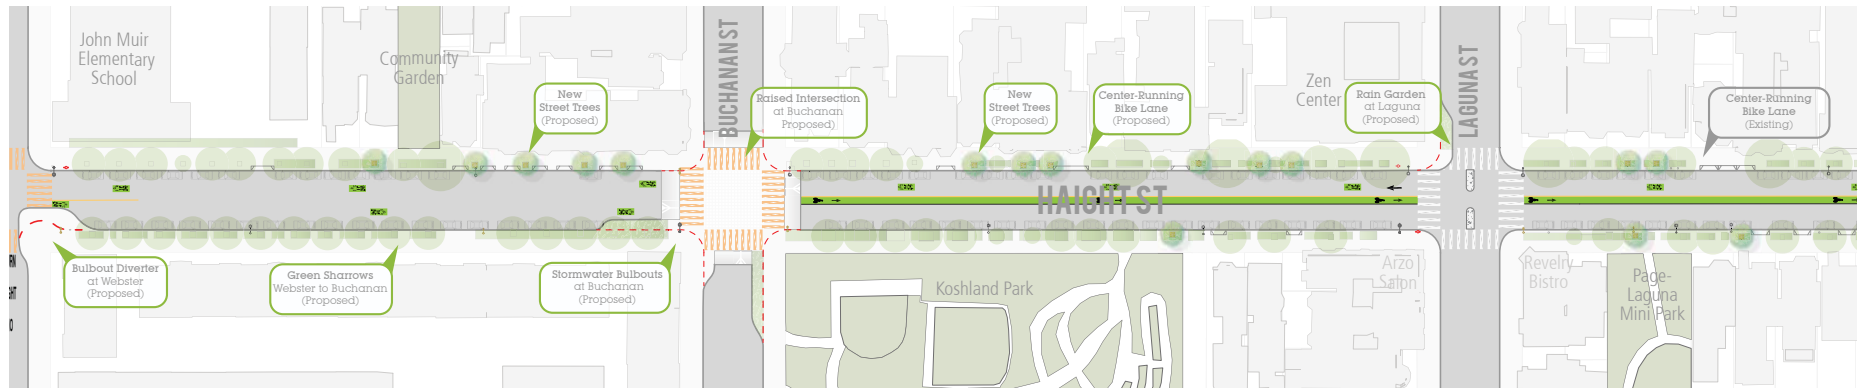 John Muir
Elementary
School
Community
Garden
New
Street Trees
(Proposed)
BUCHANAN ST
Raised Intersection
at Buchanan
Proposed)
New
Street Trees
(Proposed)
Center-Running
Bike Lane
(Proposed)
Zen
Center
Rain Garden
at Laguna
(Proposed)
LAGUNA ST
Center-Running
Bike Lane
(Existing)
HAIGHT ST
Bulbout Diverter
at Webster
(Proposed)
Green Sharrows
Webster to Buchanan
(Proposed)
Stormwater Bulbouts
at Buchanan
(Proposed)
Koshland Park
Arzo
Salon
Revelry
Bistro
Page-
Laguna
Mini Park